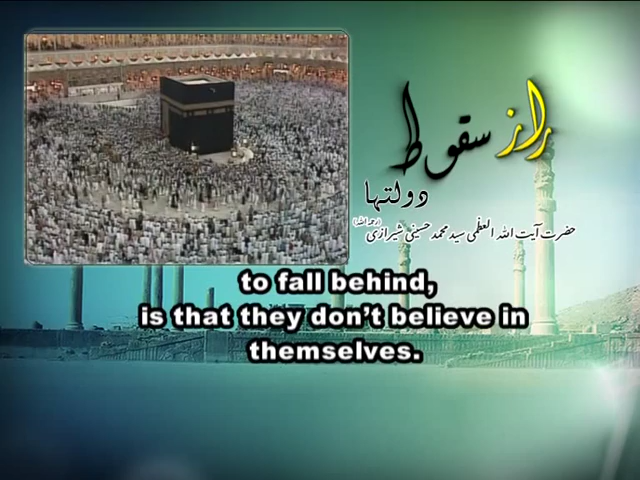 راز سقوط
دولتها
حضرت آیت الله العظمی سید محمد حسینی شیرازی
to fall behind,
is that they don't believe in
themselves.